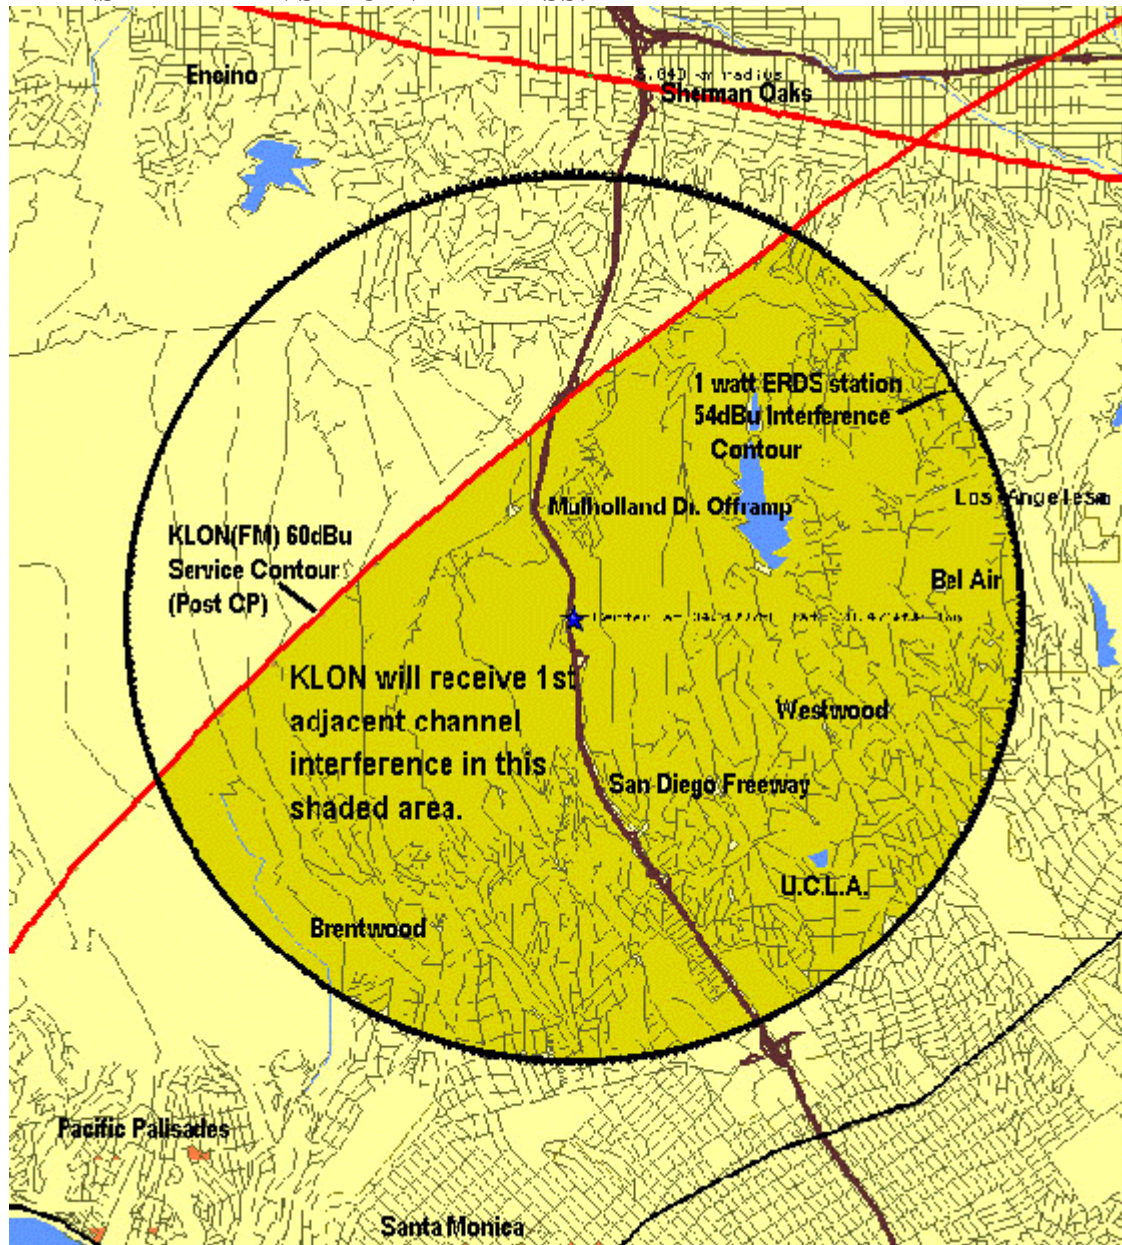 Encino
km radius
Sherman Oaks
1 watt ERDS station
54dBu Interference
Contour
Los Angeles
Mulholland Dr. Offramp
KLON(FM) 60dBu
Service Contour
(Post CP)
Bel Air
KLON will receive 1st
adjacent channel
interference in this
shaded area.
Westwood
San Diego Freeway
U.C.L.A.
Brentwood
Pacific Palisades
Santa Monica